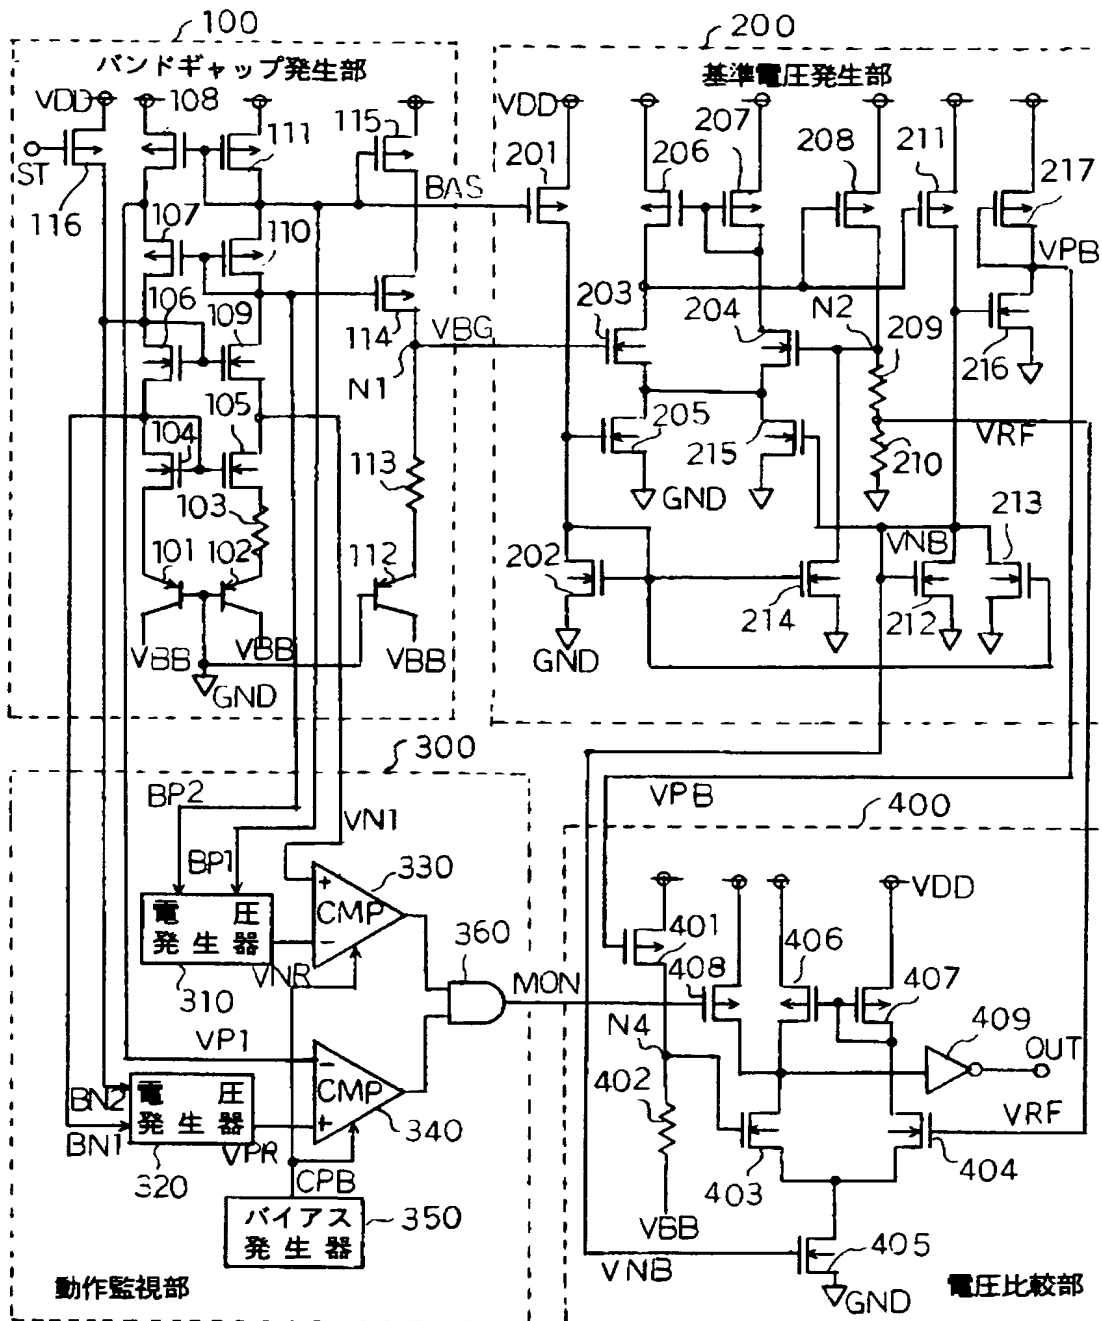 100
バンドギャップ発生部
VDD
108
111
115
ST
116
BAS
107
110
106
109
114
VBG
N1
105
104
103
113
101
102
112
VBB
VBB
VBB
GND
200
基準電圧発生部
VDD
201
206
207
208
211
217
VPB
203
204
N2
209
216
205
215
VRF
210
GND
213
VNB
202
214
212
GND
300
BP2
VN1
BP1
330
+
CMP
−
電圧
発生器
VNR
310
360
MON
VP1
−
CMP
+
340
BN2
BN1
電圧
発生器
VPR
320
CPB
バイアス
発生器
350
動作監視部
VPB
400
VDD
401
408
406
407
N4
409
OUT
402
VRF
403
404
VBB
VNB
405
GND
電圧比較部